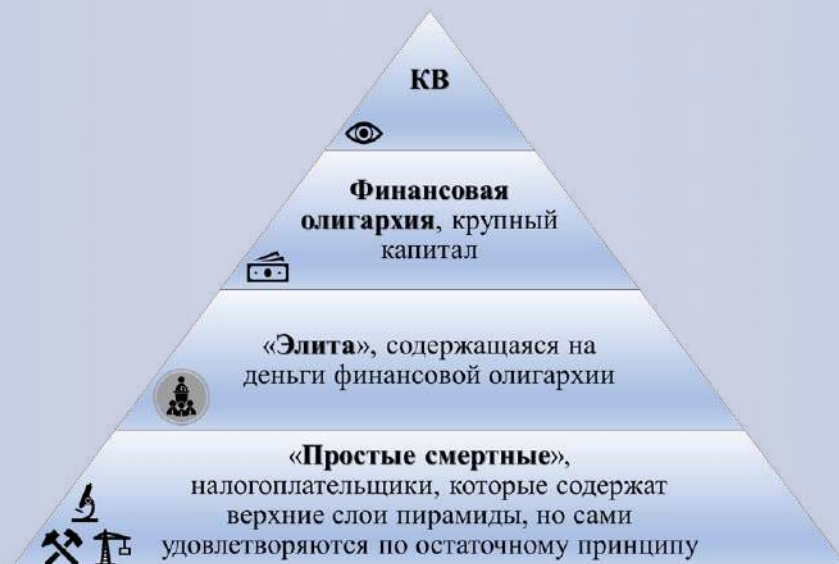 КВ
Финансовая
олигархия, крупный
капитал
«Элита», содержащаяся на
деньги финансовой олигархии
«Простые смертные»,
налогоплательщики, которые содержат
верхние слои пирамиды, но сами
удовлетворяются по остаточному принципу